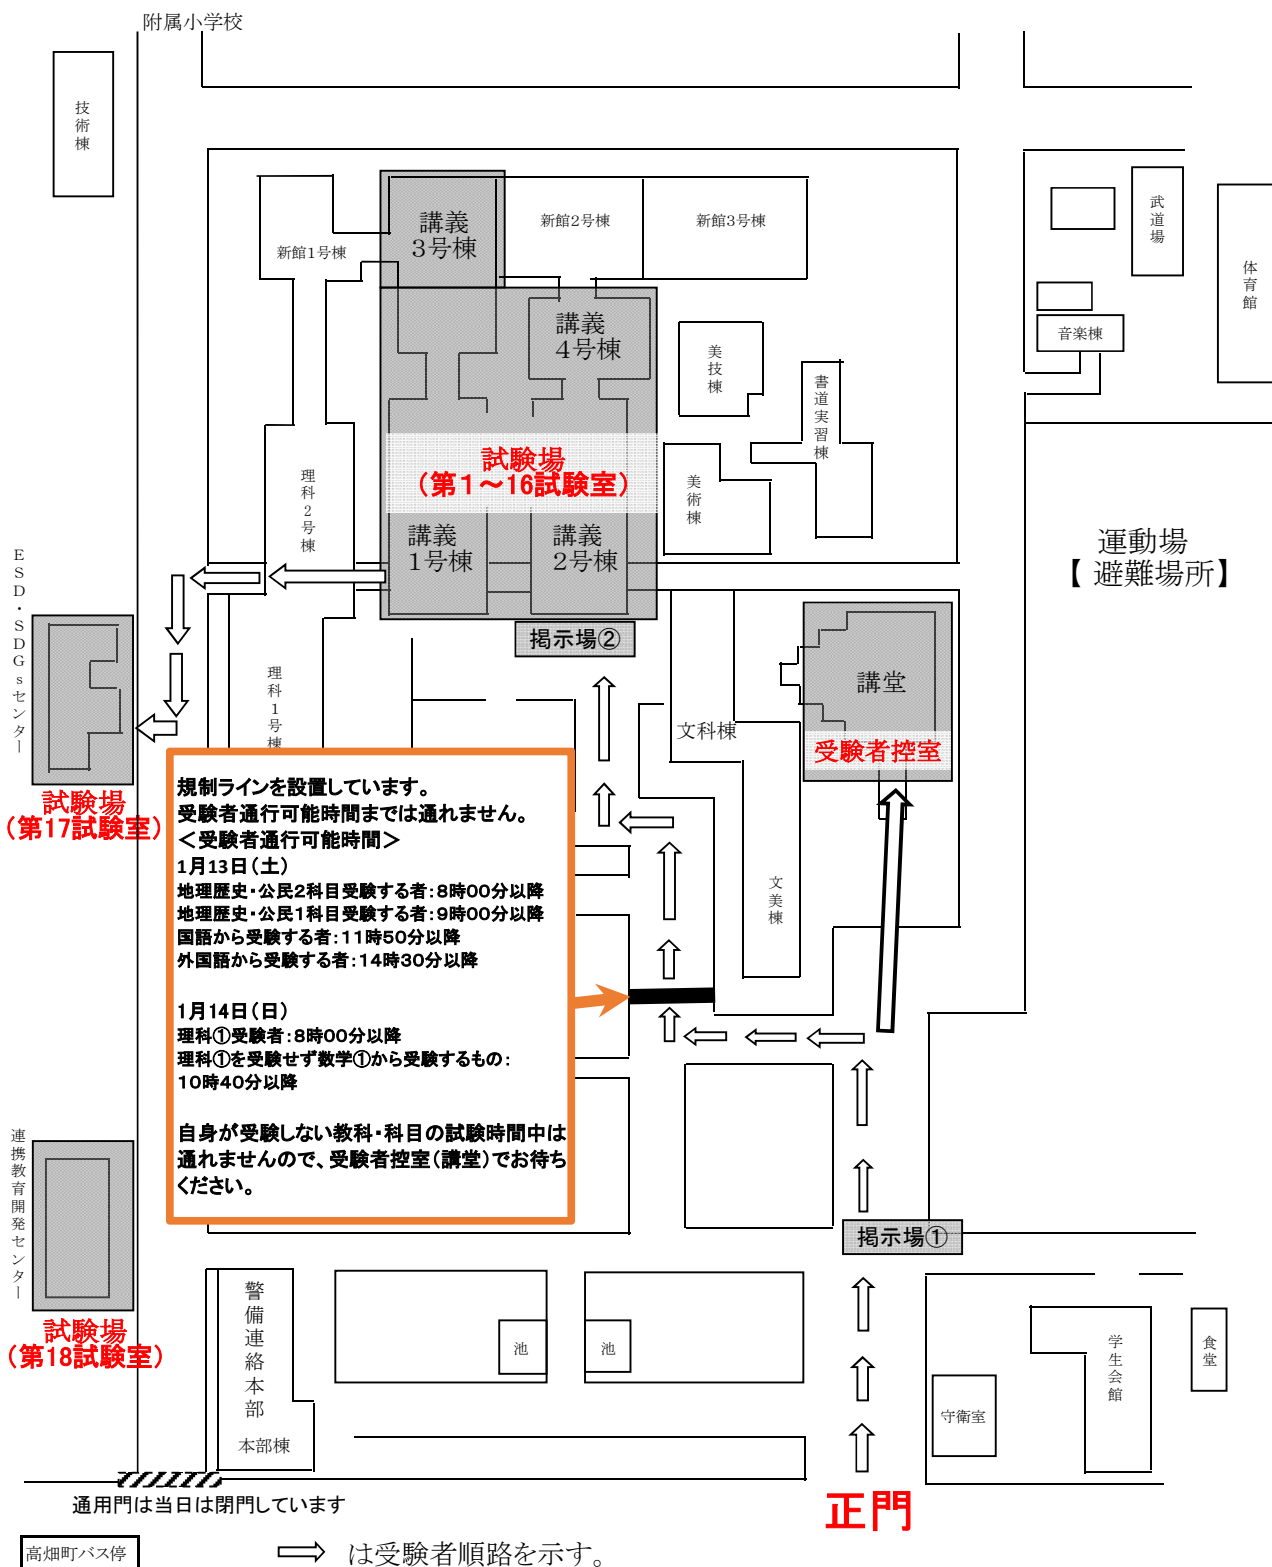 附属小学校
技術棟
新館1号棟
講義
3号棟
新館2号棟
新館3号棟
武道場
体育館
講義
4号棟
音楽棟
美技棟
書道実習棟
試験場
（第１～16試験室）
理科2号棟
美術棟
講義
1号棟
講義
2号棟
運動場
【 避難場所】
ESD・SDGsセンター
掲示場②
講堂
受験者控室
理科1号棟
文科棟
試験場
（第17試験室）
規制ラインを設置しています。
受験者通行可能時間までは通れません。
＜受験者通行可能時間＞
1月13日（土）
地理歴史・公民2科目受験する者：8時00分以降
地理歴史・公民1科目受験する者：9時00分以降
国語から受験する者：11時50分以降
外国語から受験する者：14時30分以降
1月14日（日）
理科①受験者：8時00分以降
理科①を受験せず数学①から受験するもの：
10時40分以降
自身が受験しない教科・科目の試験時間中は
通れませんので、受験者控室（講堂）でお待ち
ください。
文美棟
連携教育開発センター
掲示場①
試験場
（第18試験室）
警備連絡本部
本部棟
池
池
学生会館
食堂
守衛室
通用門は当日は閉門しています
正門
高畑町バス停
は受験者順路を示す。